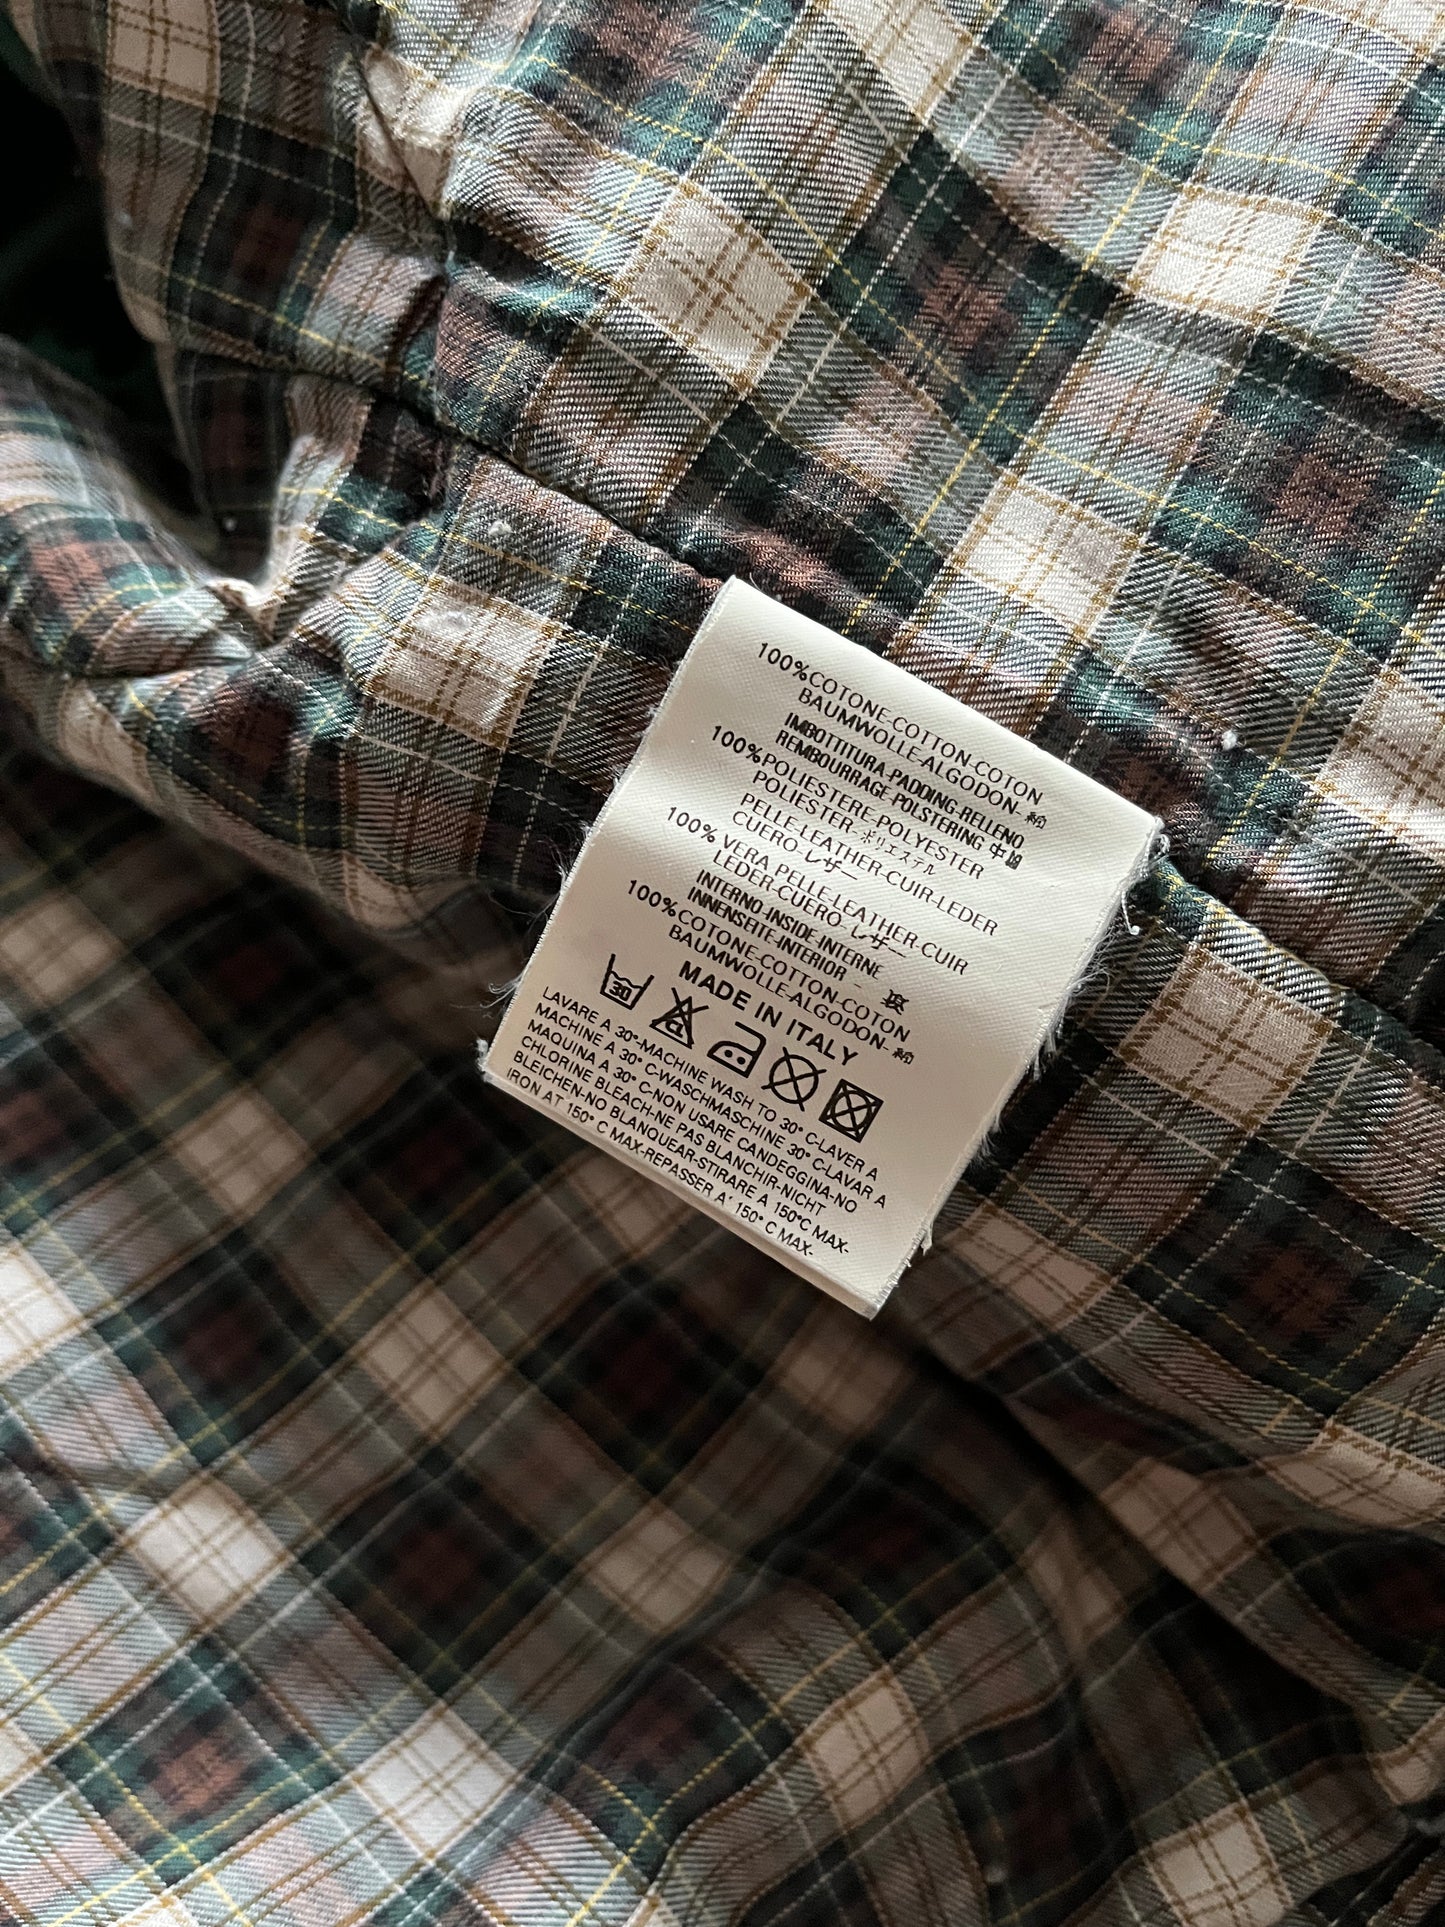 100%COTONE-COTTON-COTON
BAUMWOLLE-ALGODON-綿
IMBOTTITURA-PADDING-RELLENO
REMBOURRAGE-POLSTERING 中綿
100%POLIESTERE-POLYESTER
POLIESTER-ポリエステル
PELLE-LEATHER-CUIR-LEDER
CUERO-レザー
100% VERA PELLE-LEATHER-CUIR
LEDER-CUERO-レザー
INTERNO-INSIDE-INTERNE
INNENSEITE-INTERIOR -
100%COTONE-COTTON-COTON
BAUMWOLLE-ALGODON-綿
MADE IN ITALY
30 CL
LAVARE A 30°-MACHINE WASH TO 30° C-LAVER A
MACHINE A 30° C-WASCHMASCHINE 30° C-LAVAR A
MAQUINA A 30° C-NON USARE CANDEGGINA-NO
CHLORINE BLEACH-NE PAS BLANCHIR-NICHT
BLEICHEN-NO BLANQUEAR-STIRARE A 150°C MAX-
IRON AT 150° C MAX-REPASSER A' 150° C MAX-